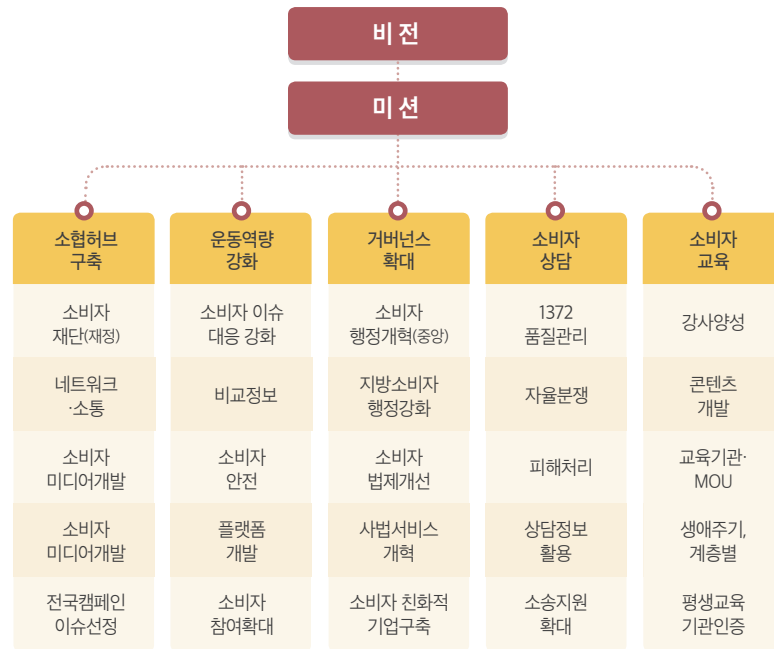 비 전
미 션
소협허브
구축
소비자
재단(재정)
네트워크
·소통
소비자
미디어개발
소비자
미디어개발
전국캠페인
이슈선정
운동역량
강화
소비자 이슈
대응 강화
비교정보
소비자
안전
플랫폼
개발
소비자
참여확대
거버넌스
확대
소비자
행정개혁(중앙)
지방소비자
행정강화
소비자
법제개선
사법서비스
개혁
소비자 친화적
기업구축
소비자
상담
1372
품질관리
자율분쟁
피해처리
상담정보
활용
소송지원
확대
소비자
교육
강사양성
콘텐츠
개발
교육기관·
MOU
생애주기,
계층별
평생교육
기관인증